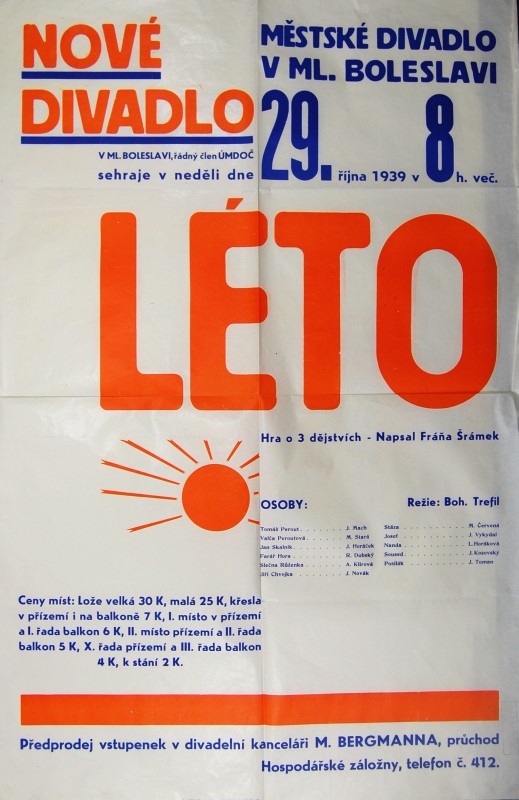 NOVÉ
DIVADLO
V ML. BOLESLAVI, řádný člen ÚMDOČ
sehraje v neděli dne
MĚSTSKÉ DIVADLO
V ML. BOLESLAVI
29. října 1939 v 8 h. več.
LÉTO
Hra o 3 dějstvích - Napsal Fráňa Šrámek
OSOBY: Režie: Boh. Trefil
Tomáš Perout . . . . . . . . J. Mach
Valča Peroutová . . . . . . . M. Stará
Jan Skalník . . . . . . . . . J. Horáček
Farář Hora . . . . . . . . . R. Dubský
Slečna Růženka . . . . . . . A. Klírová
Jiří Chvojka . . . . . . . . J. Novák
Stáza . . . . . . . . . . M. Červená
Josef . . . . . . . . . . J. Vykydal
Nanda . . . . . . . . . . L. Horáková
Soused . . . . . . . . . . J. Kozovský
Pošťák . . . . . . . . . . J. Toman
Ceny míst: Lože velká 30 K, malá 25 K, křesla
v přízemí i na balkoně 7 K, I. místo v přízemí
a I. řada balkon 6 K, II. místo přízemí a II. řada
balkon 5 K, X. řada přízemí a III. řada balkon
4 K, k stání 2 K.
Předprodej vstupenek v divadelní kanceláři M. BERGMANNA, průchod
Hospodářské záložny, telefon č. 412.